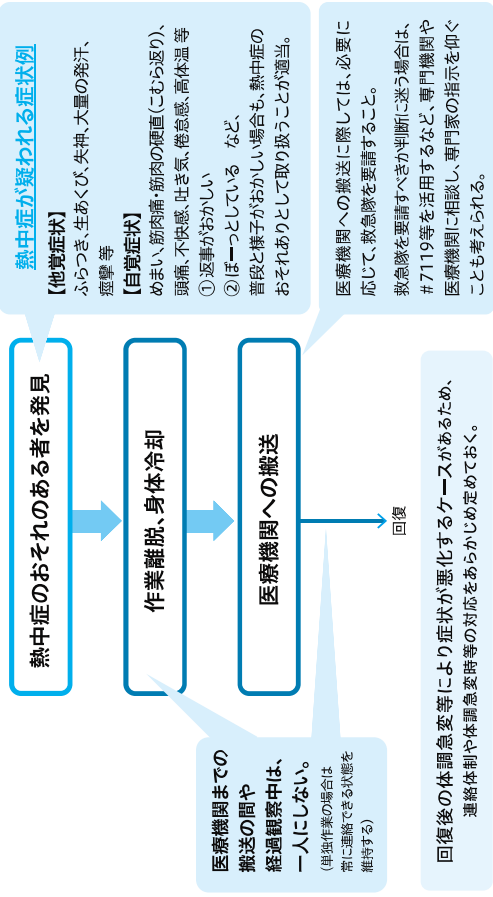 熱中症のおそれのある者を発見
熱中症が疑われる症状例
【他覚症状】
ふらつき、生あくび、失神、大量の発汗、
痙攣 等
【自覚症状】
めまい、筋肉痛・筋肉の硬直(こむら返り)、
頭痛、不快感、吐き気、倦怠感、高体温 等
① 返事がおかしい
② ぼーっとしている など、
普段と様子がおかしい場合も、熱中症の
おそれありとして取り扱うことが適当。
作業離脱、身体冷却
医療機関への搬送
医療機関までの
搬送の間や
経過観察中は、
一人にしない。
(単独作業の場合は
常に連絡できる状態を
維持する)
医療機関への搬送に際しては、必要に
応じて、救急隊を要請すること。
救急隊を要請すべきか判断に迷う場合は、
#7119等を活用するなど、専門機関や
医療機関に相談し、専門家の指示を仰ぐ
ことも考えられる。
回復
回復後の体調急変等により症状が悪化するケースがあるため、
連絡体制や体調急変時等の対応をあらかじめ定めておく。